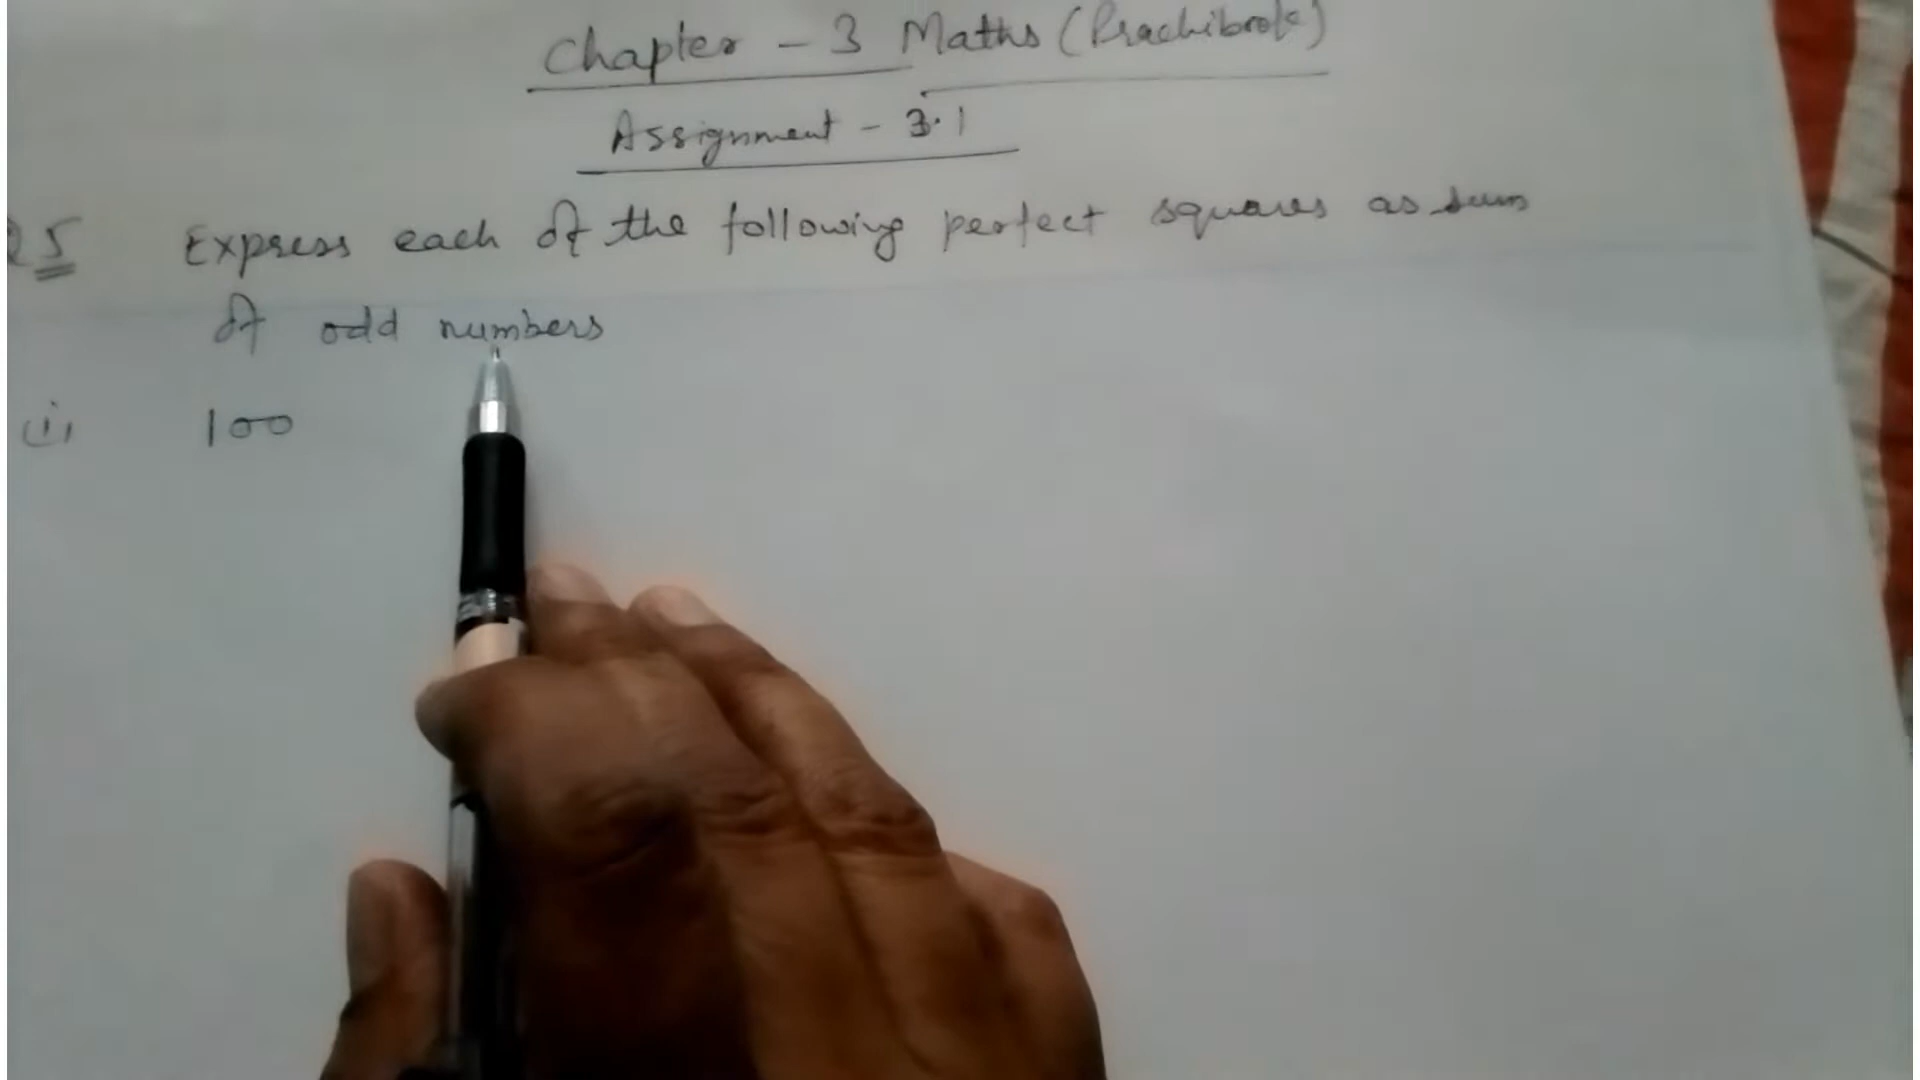 Chapter - 3 Maths (Prachibook)
Assignment - 3.1
Q5 Express each of the following perfect squares as sum
of odd numbers
(i) 100